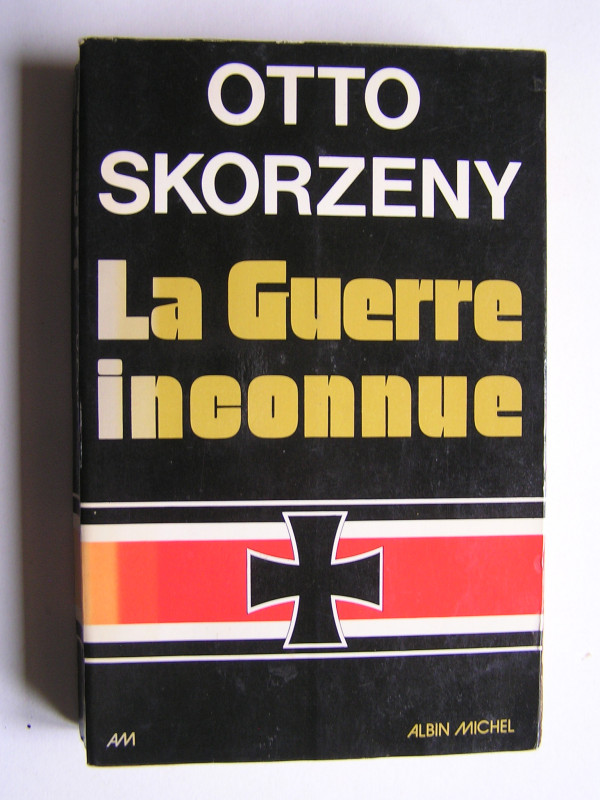 OTTO
SKORZENY
La Guerre
inconnue
AM
ALBIN MICHEL